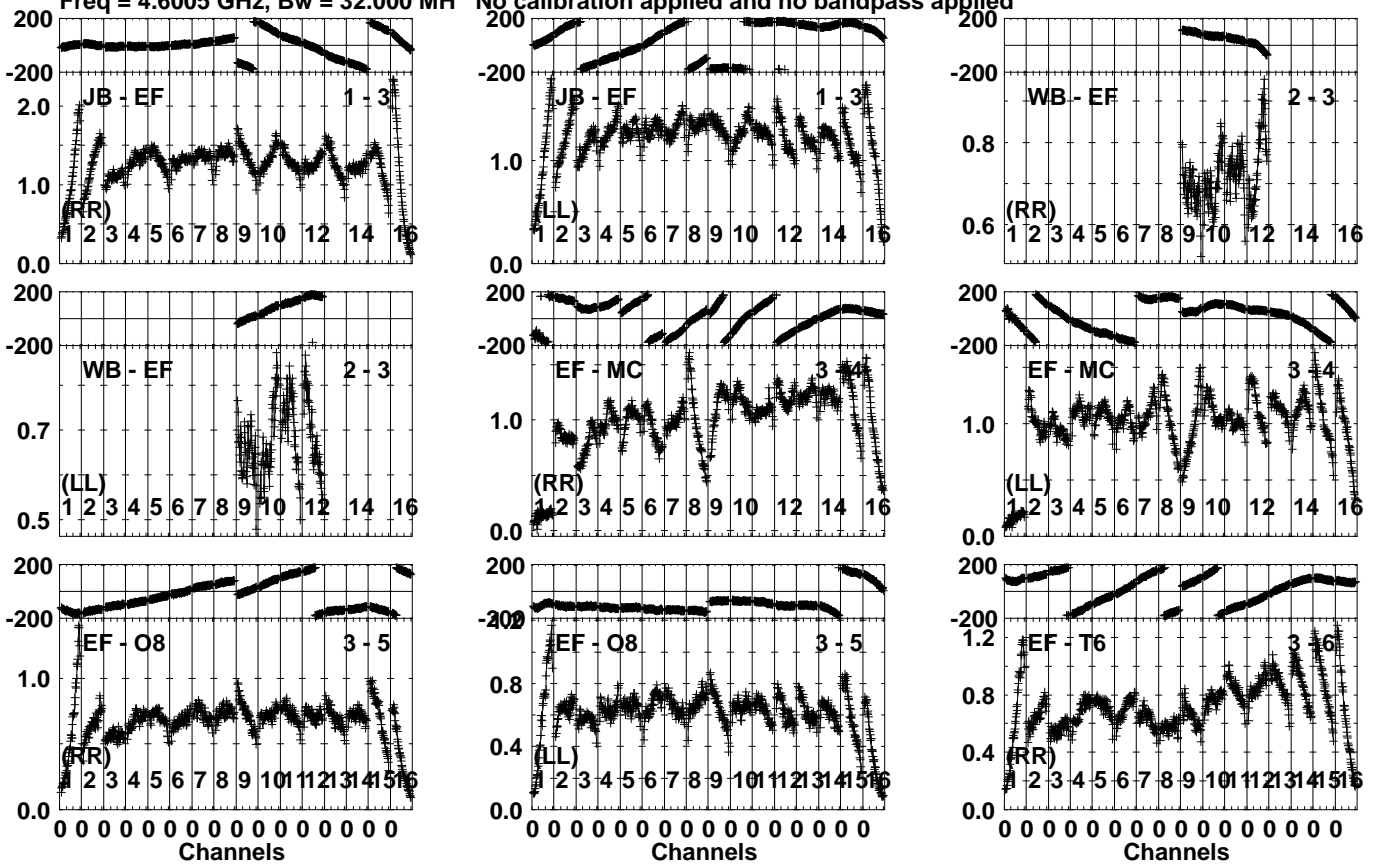 Freq = 4.6005 GHz, Bw = 32.000 MH No calibration applied and no bandpass applied
200
-200
JB - EF 1 - 3
2.0
1.0
(RR)
1 2 3 4 5 6 7 8 9 10 12 14 16
0.0
200
-200
JB - EF 1 - 3
1.0
(LL)
1 2 3 4 5 6 7 8 9 10 12 14 16
0.0
200
-200
WB - EF 2 - 3
0.8
(RR)
0.6
1 2 3 4 5 6 7 8 9 10 12 14 16
200
-200
WB - EF 2 - 3
0.7
(LL)
1 2 3 4 5 6 7 8 9 10 12 14 16
0.5
200
-200
EF - MC 3 - 4
1.0
(RR)
1 2 3 4 5 6 7 8 9 10 12 14 16
0.0
200
-200
EF - MC 3 - 4
1.0
(LL)
1 2 3 4 5 6 7 8 9 10 12 14 16
0.0
200
-200
EF - O8 3 - 5
1.0
(RR)
1 2 3 4 5 6 7 8 9 10 11 12 13 14 15 16
0.0
0 0 0 0 0 0 0 0 0 0 0 0 0 0 0 0
Channels
200
-200
1.2
EF - O8 3 - 5
0.8
0.4
(LL)
1 2 3 4 5 6 7 8 9 10 11 12 13 14 15 16
0.0
0 0 0 0 0 0 0 0 0 0 0 0 0 0 0 0
Channels
200
-200
1.2
EF - T6 3 - 6
0.8
0.4
(RR)
1 2 3 4 5 6 7 8 9 10 11 12 13 14 15 16
0.0
0 0 0 0 0 0 0 0 0 0 0 0 0 0 0 0
Channels